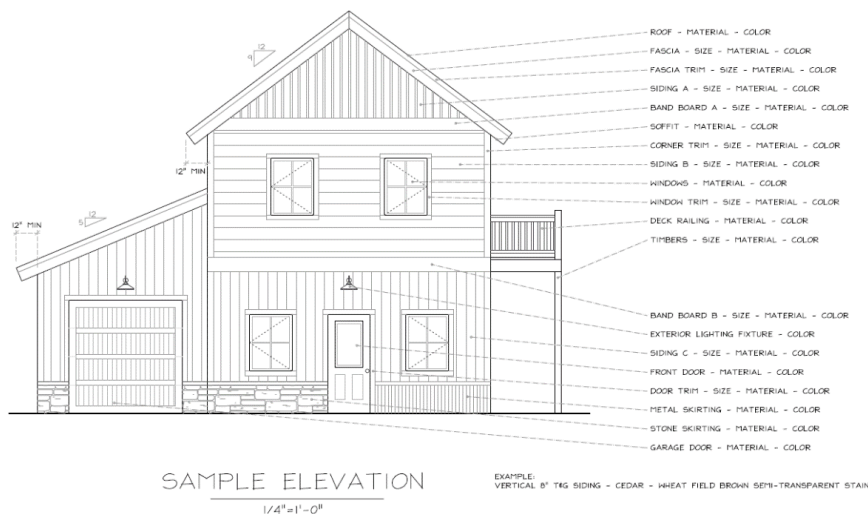 ROOF - MATERIAL - COLOR
12
9
FASCIA - SIZE - MATERIAL - COLOR
FASCIA TRIM - SIZE - MATERIAL - COLOR
SIDING A - SIZE - MATERIAL - COLOR
BAND BOARD A - SIZE - MATERIAL - COLOR
SOFFIT - MATERIAL - COLOR
CORNER TRIM - SIZE - MATERIAL - COLOR
SIDING B - SIZE - MATERIAL - COLOR
12" MIN
WINDOWS - MATERIAL - COLOR
WINDOW TRIM - SIZE - MATERIAL - COLOR
12
5
12" MIN
DECK RAILING - MATERIAL - COLOR
TIMBERS - SIZE - MATERIAL - COLOR
BAND BOARD B - SIZE - MATERIAL - COLOR
EXTERIOR LIGHTING FIXTURE - COLOR
SIDING C - SIZE - MATERIAL - COLOR
FRONT DOOR - MATERIAL - COLOR
DOOR TRIM - SIZE - MATERIAL - COLOR
METAL SKIRTING - MATERIAL - COLOR
STONE SKIRTING - MATERIAL - COLOR
GARAGE DOOR - MATERIAL - COLOR
SAMPLE ELEVATION
1/4"=1'-0"
EXAMPLE:
VERTICAL 8" T&G SIDING - CEDAR - WHEAT FIELD BROWN SEMI-TRANSPARENT STAIN